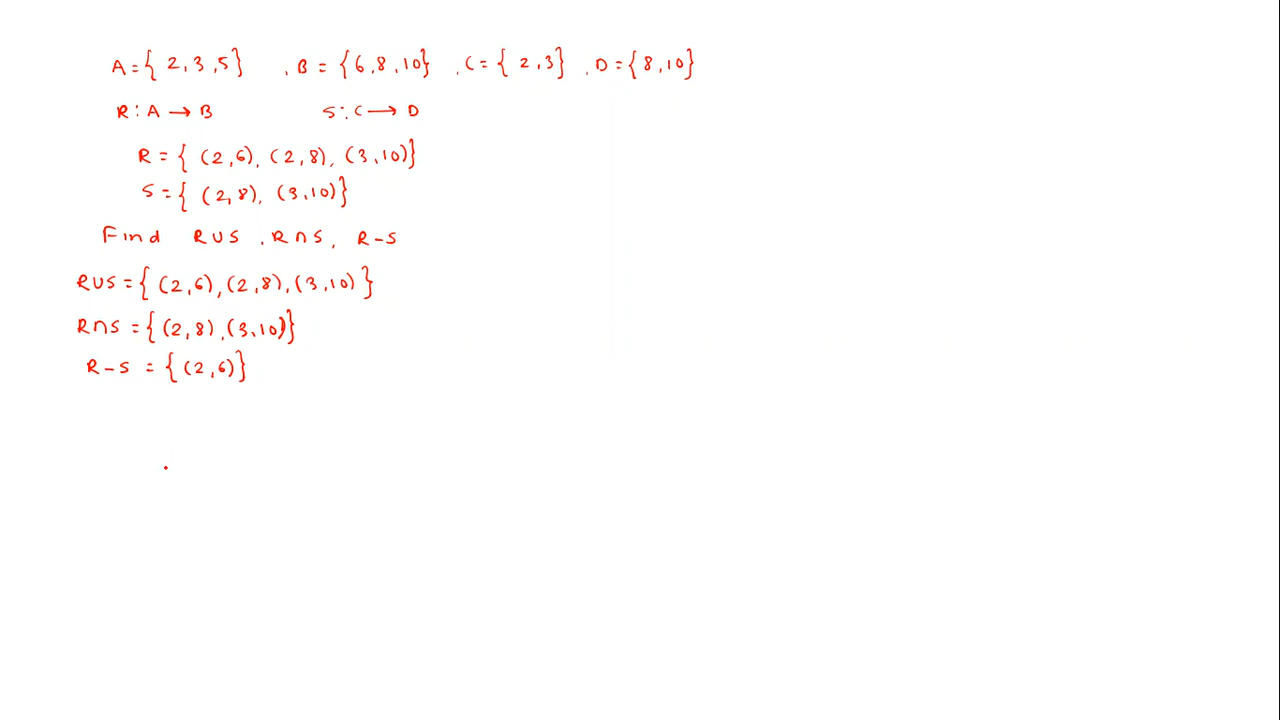 A = { 2, 3, 5 } , B = { 6, 8, 10 } , C = { 2, 3 } , D = { 8, 10 }
R : A → B S : C → D
R = { (2, 6), (2, 8), (3, 10) }
S = { (2, 8), (3, 10) }
Find R ∪ S , R ∩ S, R - S
R ∪ S = { (2, 6), (2, 8), (3, 10) }
R ∩ S = { (2, 8), (3, 10) }
R - S = { (2, 6) }